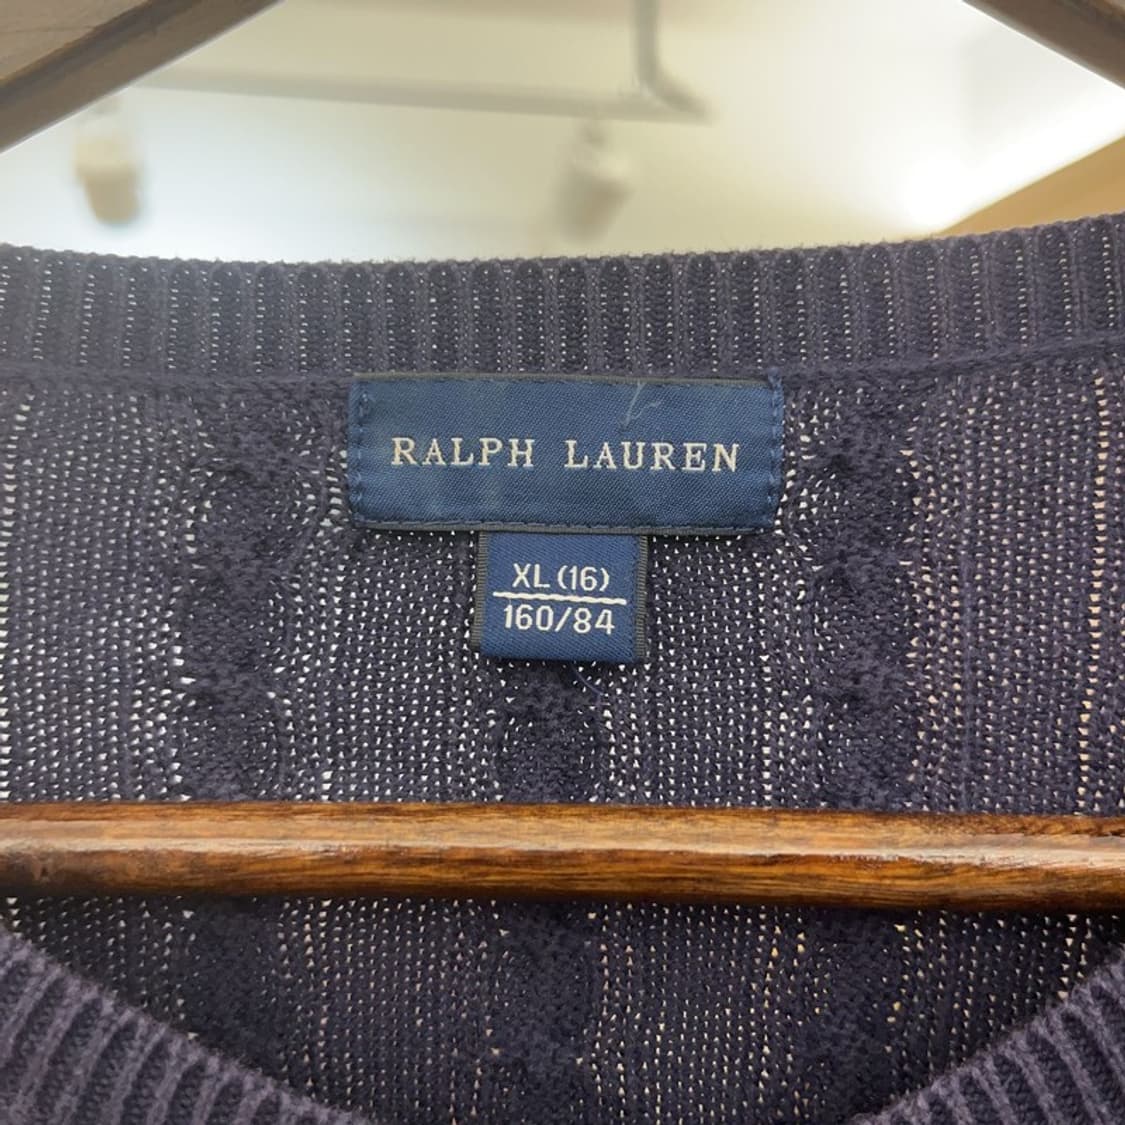 RALPH LAUREN
XL (16)
160/84